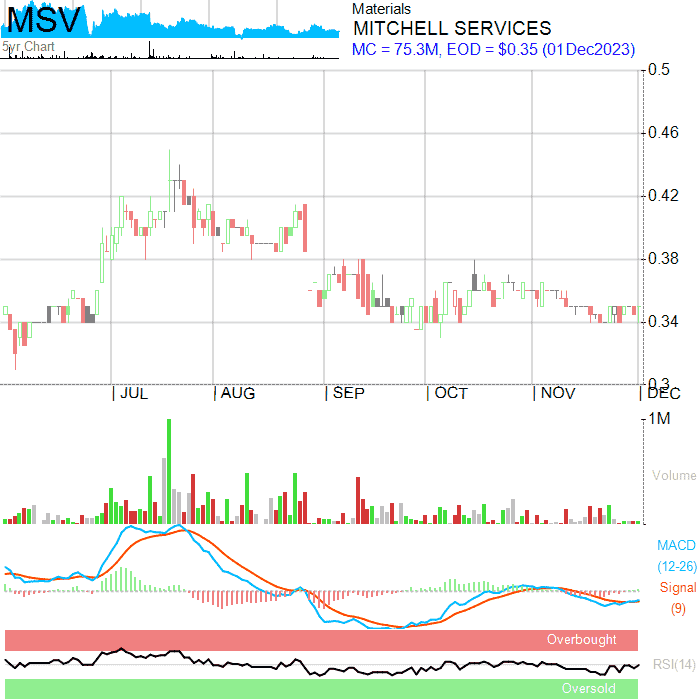 MSV
5yr Chart
Materials
MITCHELL SERVICES
MC = 75.3M, EOD = $0.35 (01Dec2023)
0.5
0.46
0.42
0.38
0.34
0.3
JUL
AUG
SEP
OCT
NOV
DEC
1M
Volume
MACD
(12-26)
Signal
(9)
Overbought
RSI(14)
Oversold